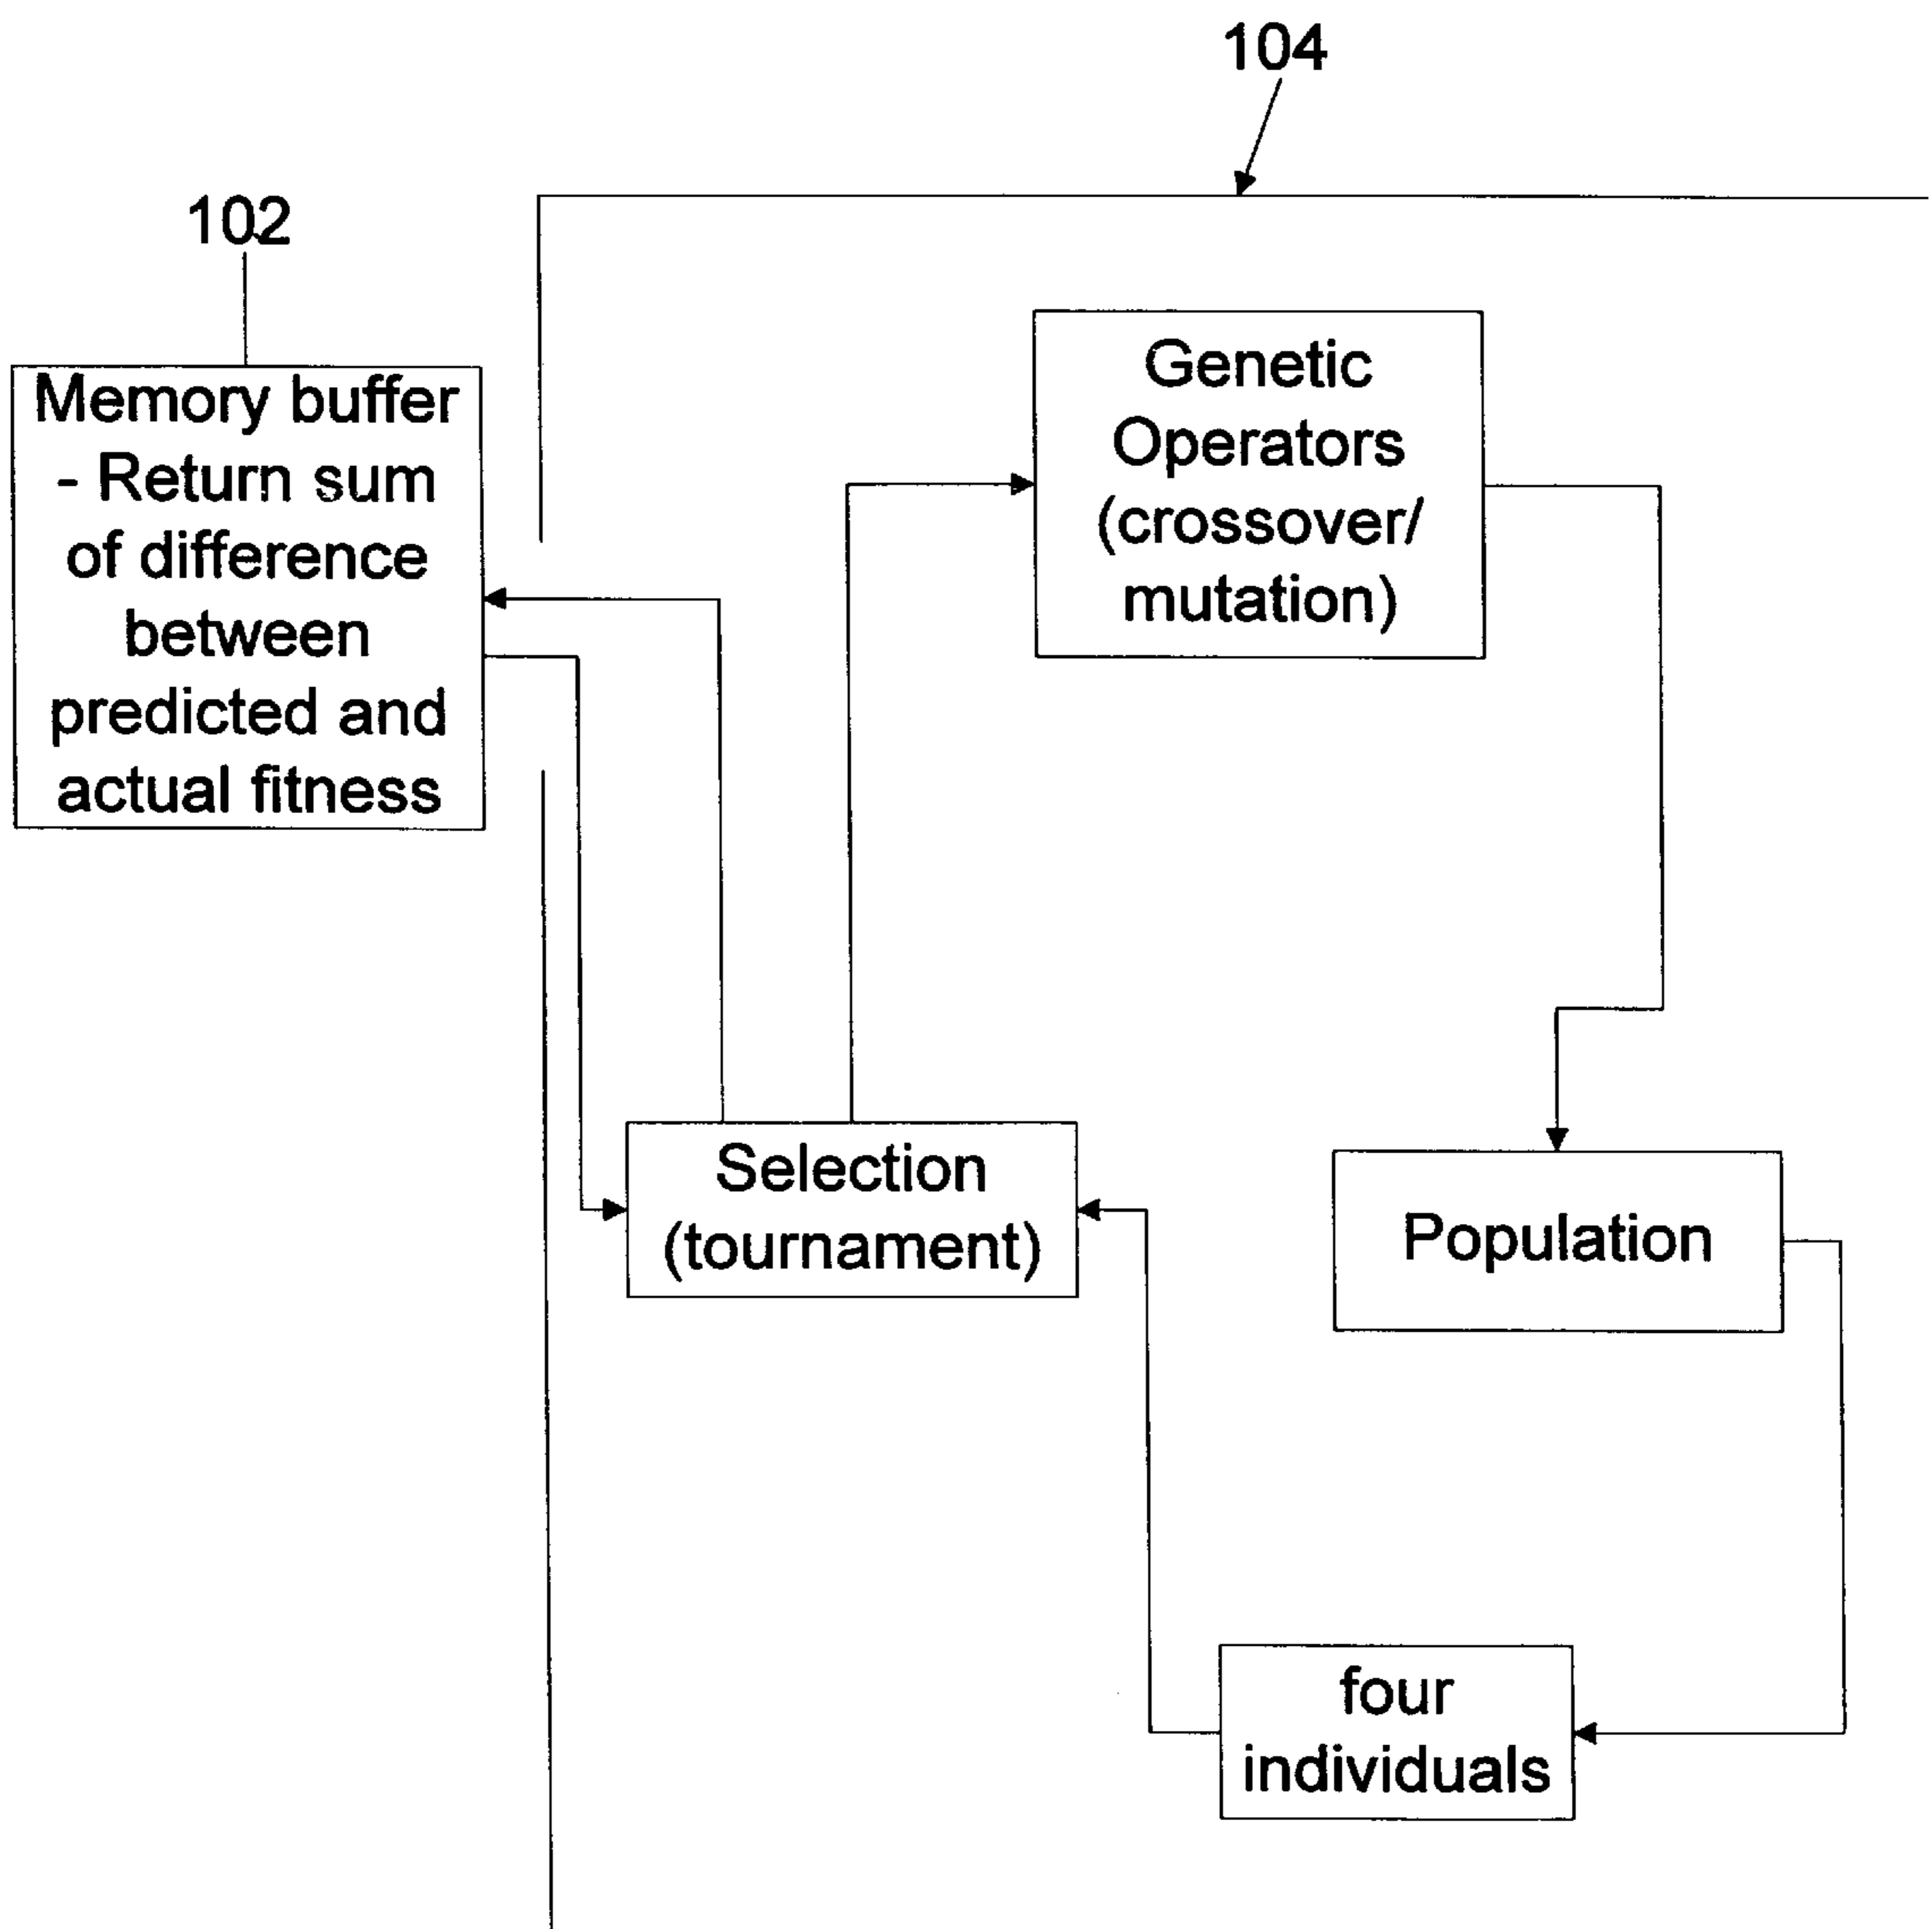 104
102
Memory buffer
- Return sum
of difference
between
predicted and
actual fitness
Genetic
Operators
(crossover/
mutation)
Selection
(tournament)
Population
four
individuals